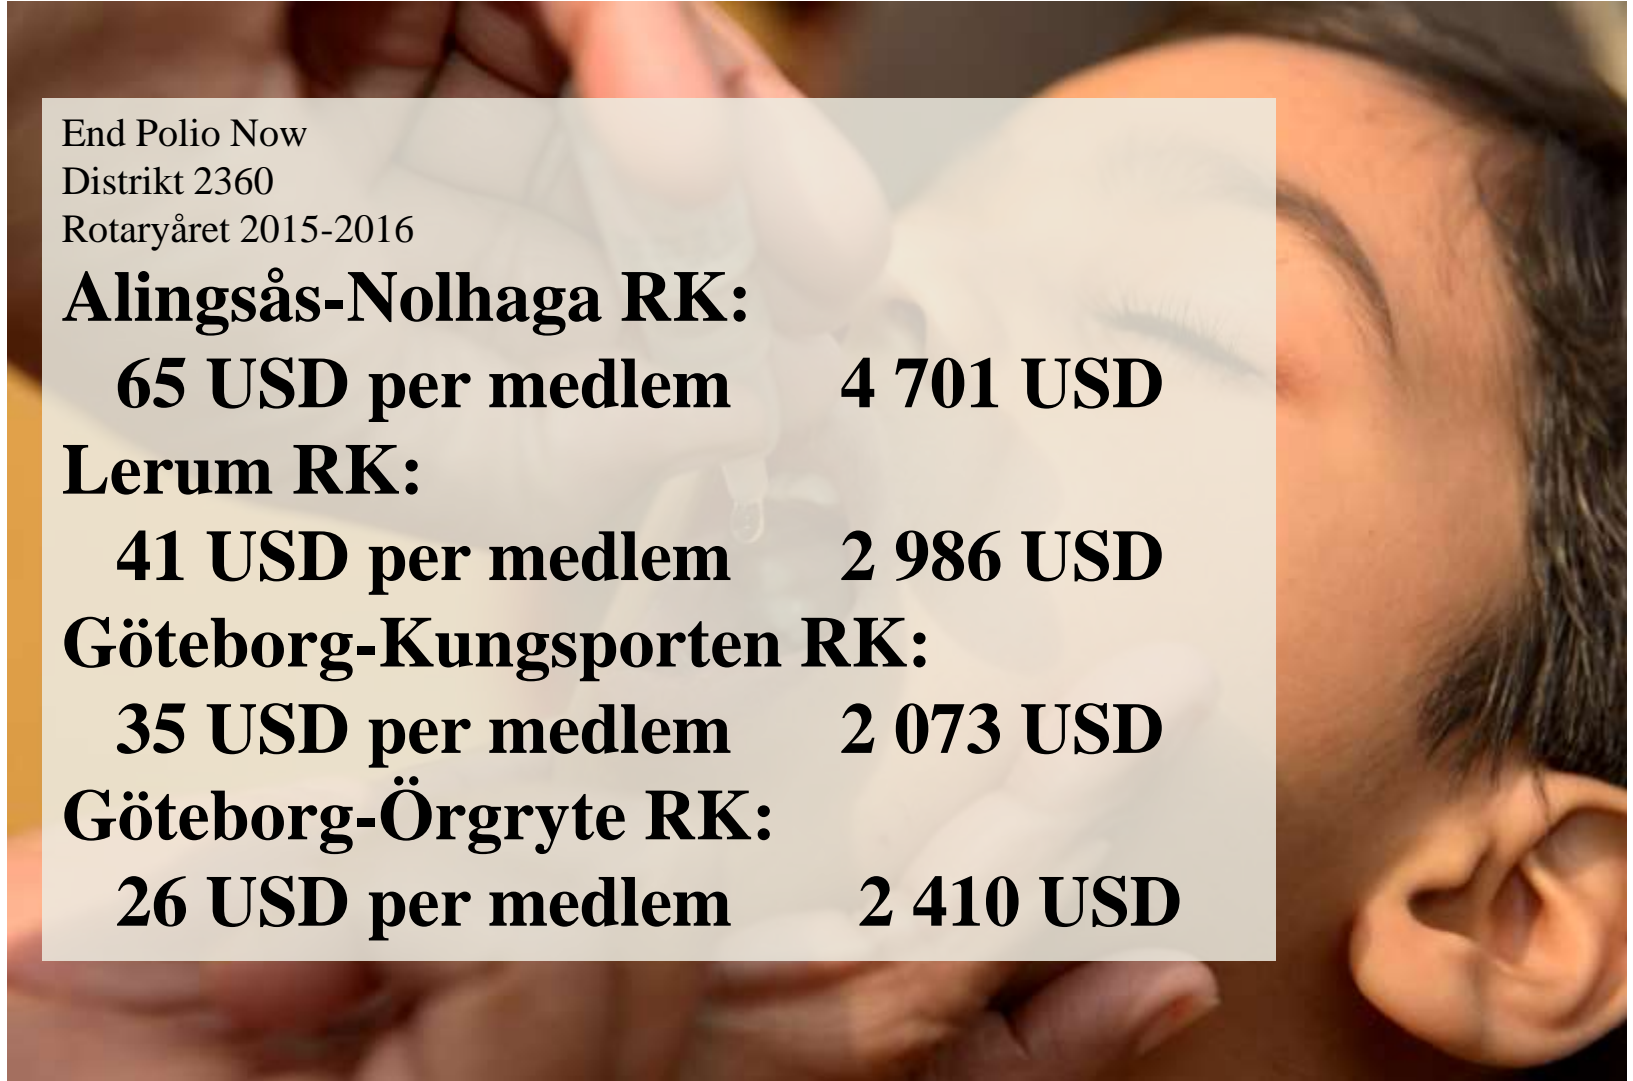 End Polio Now
Distrikt 2360
Rotaryåret 2015-2016
Alingsås-Nolhaga RK:
65 USD per medlem 4 701 USD
Lerum RK:
41 USD per medlem 2 986 USD
Göteborg-Kungsporten RK:
35 USD per medlem 2 073 USD
Göteborg-Örgryte RK:
26 USD per medlem 2 410 USD